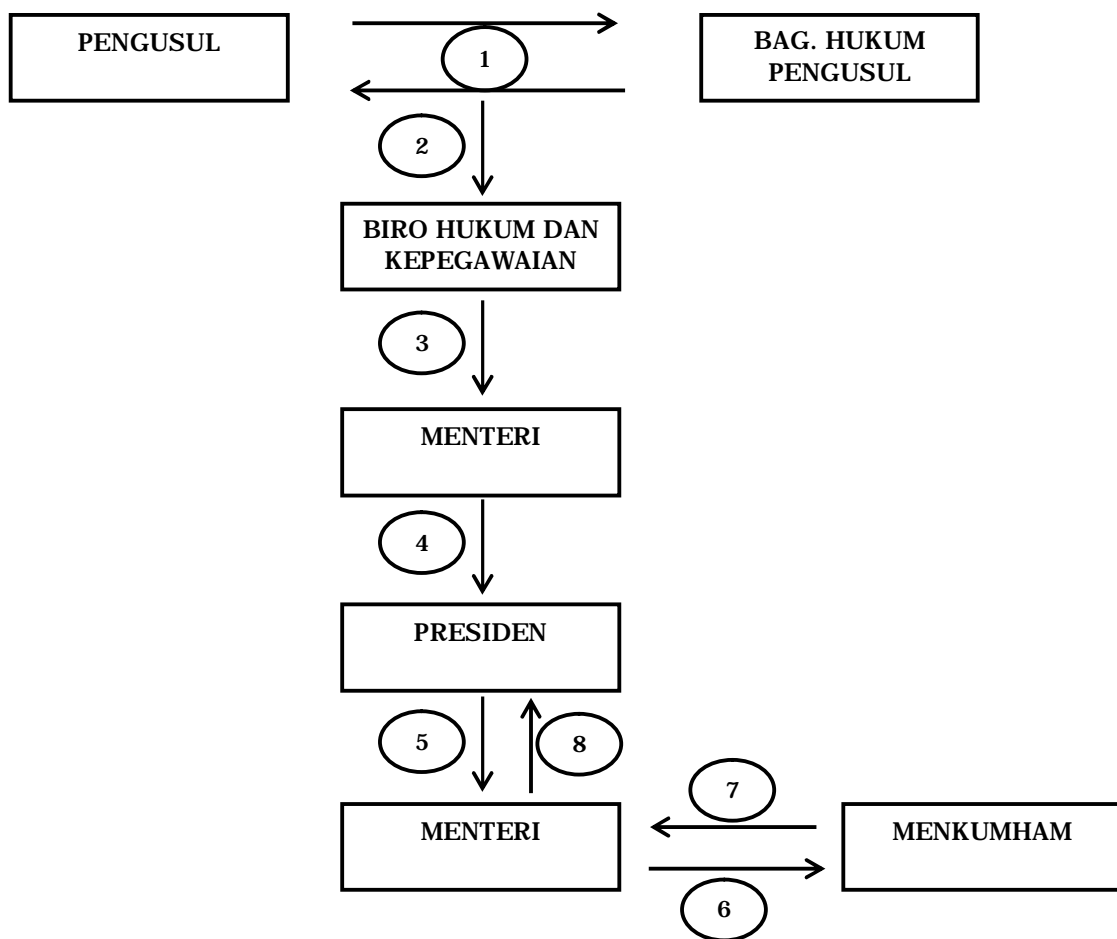 PENGUSUL
1
BAG. HUKUM
PENGUSUL
2
BIRO HUKUM DAN
KEPEGAWAIAN
3
MENTERI
4
PRESIDEN
5
8
7
MENTERI
MENKUMHAM
6